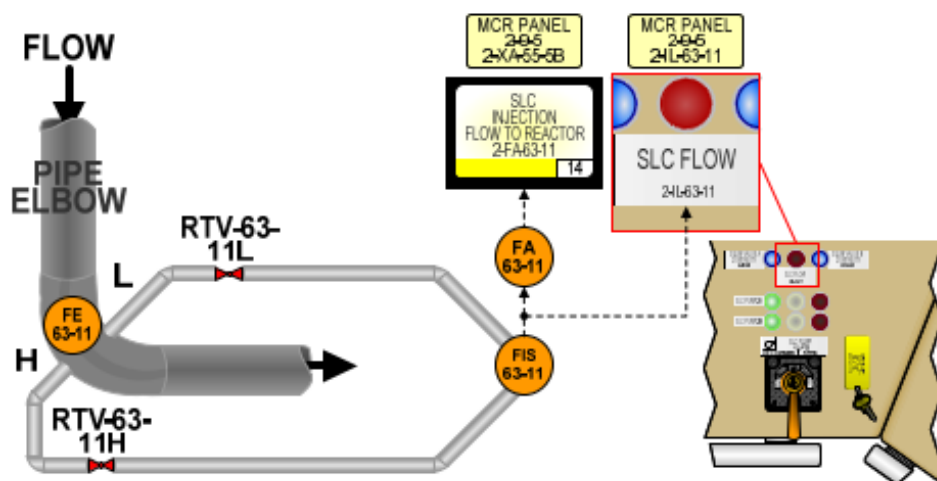 FLOW
PIPE
ELBOW
FE
63-11
L
H
RTV-63-
11L
RTV-63-
11H
MCR PANEL
2-9-5
2-XA-55-5B
SLC
INJECTION
FLOW TO REACTOR
2-FA-63-11
14
FA
63-11
FIS
63-11
MCR PANEL
2-9-5
2-IL-63-11
SLC FLOW
2-IL-63-11